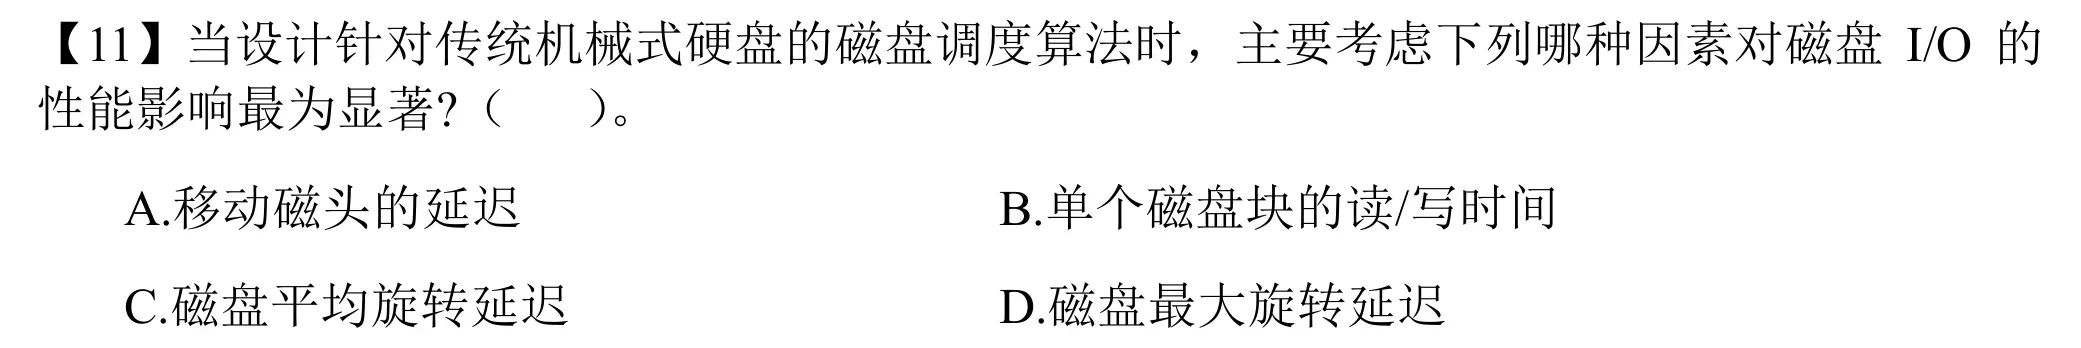 【11】当设计针对传统机械式硬盘的磁盘调度算法时，主要考虑下列哪种因素对磁盘 I/O 的
性能影响最为显著?（    ）。
A.移动磁头的延迟
B.单个磁盘块的读/写时间
C.磁盘平均旋转延迟
D.磁盘最大旋转延迟